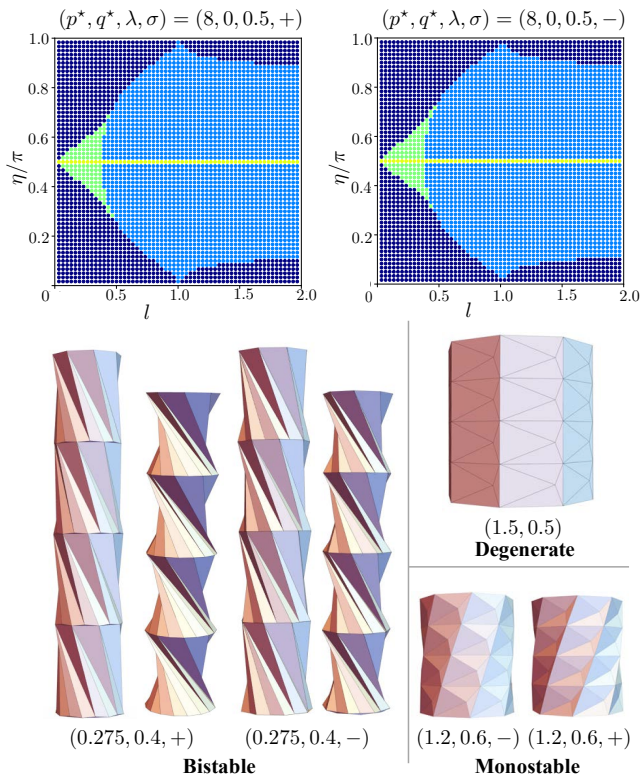 (p⋆, q⋆, λ, σ) = (8, 0, 0.5, +)
1.0
0.8
0.6
0.4
0.2
0
η/π
0.5
1.0
1.5
2.0
l
(p⋆, q⋆, λ, σ) = (8, 0, 0.5, −)
1.0
0.8
0.6
0.4
0.2
0
η/π
0.5
1.0
1.5
2.0
l
(1.5, 0.5)
Degenerate
(0.275, 0.4, +) (0.275, 0.4, −)
Bistable
(1.2, 0.6, −) (1.2, 0.6, +)
Monostable